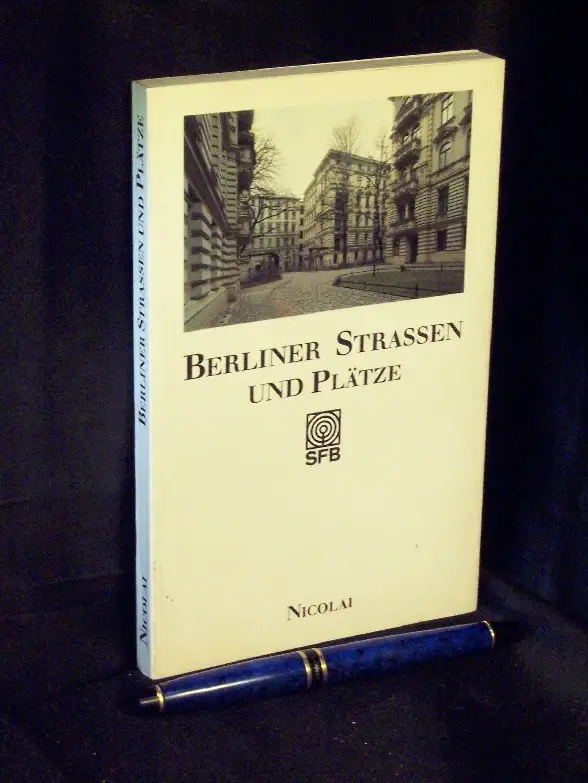 BERLINER STRASSEN
UND PLÄTZE
SFB
NICOLAI
BERLINER STRASSEN UND PLÄTZE
NICOLAI